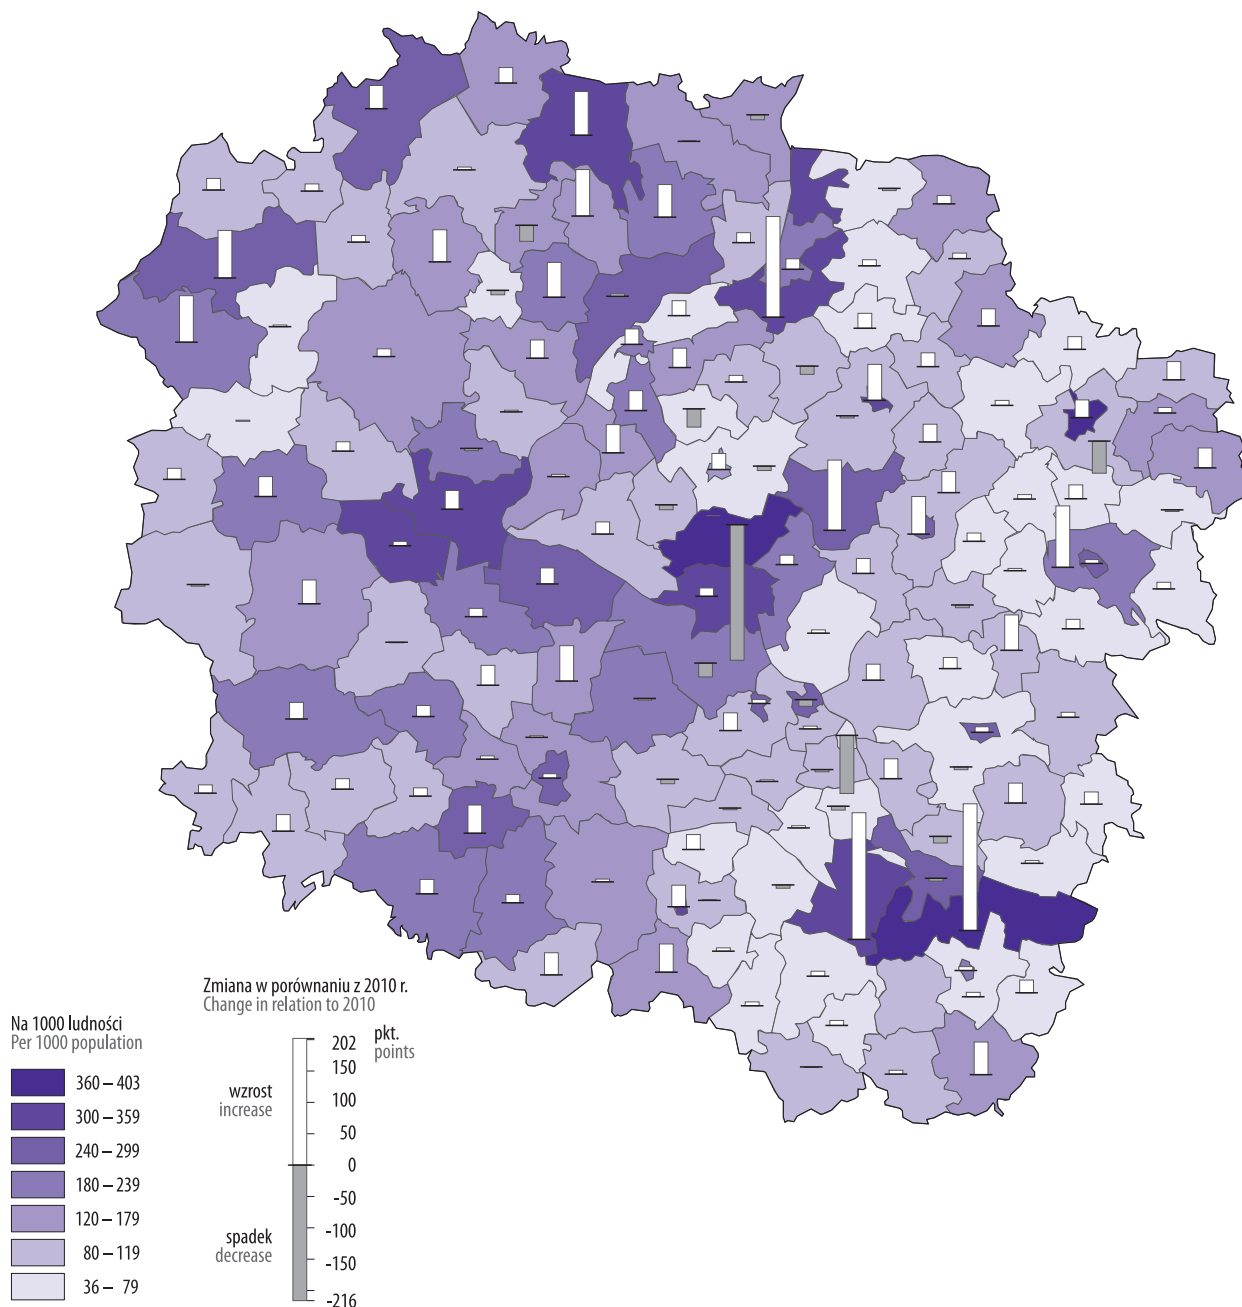 Zmiana w porównaniu z 2010 r.
Change in relation to 2010
pkt.
points
202
150
100
50
0
-50
-100
-150
-216
wzrost
increase
spadek
decrease
Na 1000 ludności
Per 1000 population
360 – 403
300 – 359
240 – 299
180 – 239
120 – 179
80 – 119
36 – 79